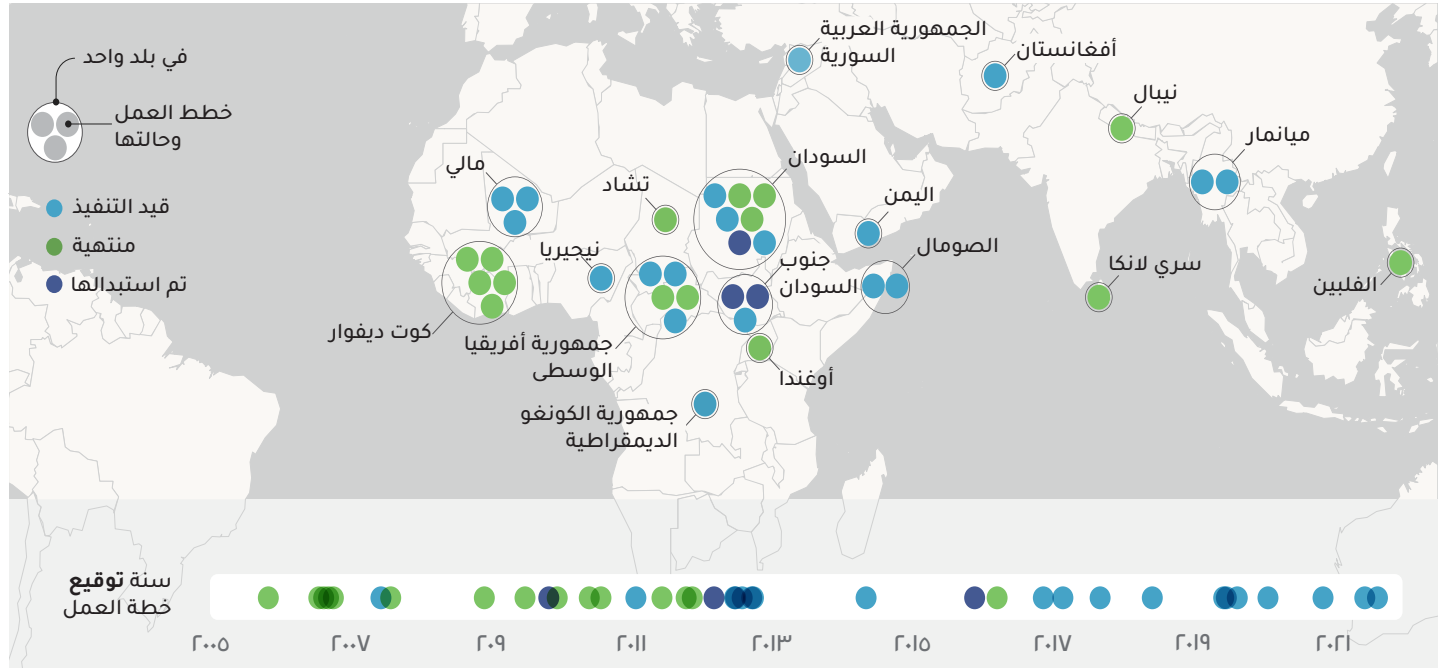 في بلد واحد
خطط العمل
وحالتها
قيد التنفيذ
منتهية
تم استبدالها
الجمهورية العربية
السورية
أفغانستان
نيبال
ميانمار
مالي
تشاد
السودان
اليمن
نيجيريا
الصومال
جنوب
السودان
سري لانكا
الفلبين
كوت ديفوار
جمهورية أفريقيا
الوسطى
أوغندا
جمهورية الكونغو
الديمقراطية
سنة توقيع
خطة العمل
٢٠٠٥ ٢٠٠٧ ٢٠٠٩ ٢٠١١ ٢٠١٣ ٢٠١٥ ٢٠١٧ ٢٠١٩ ٢٠٢١